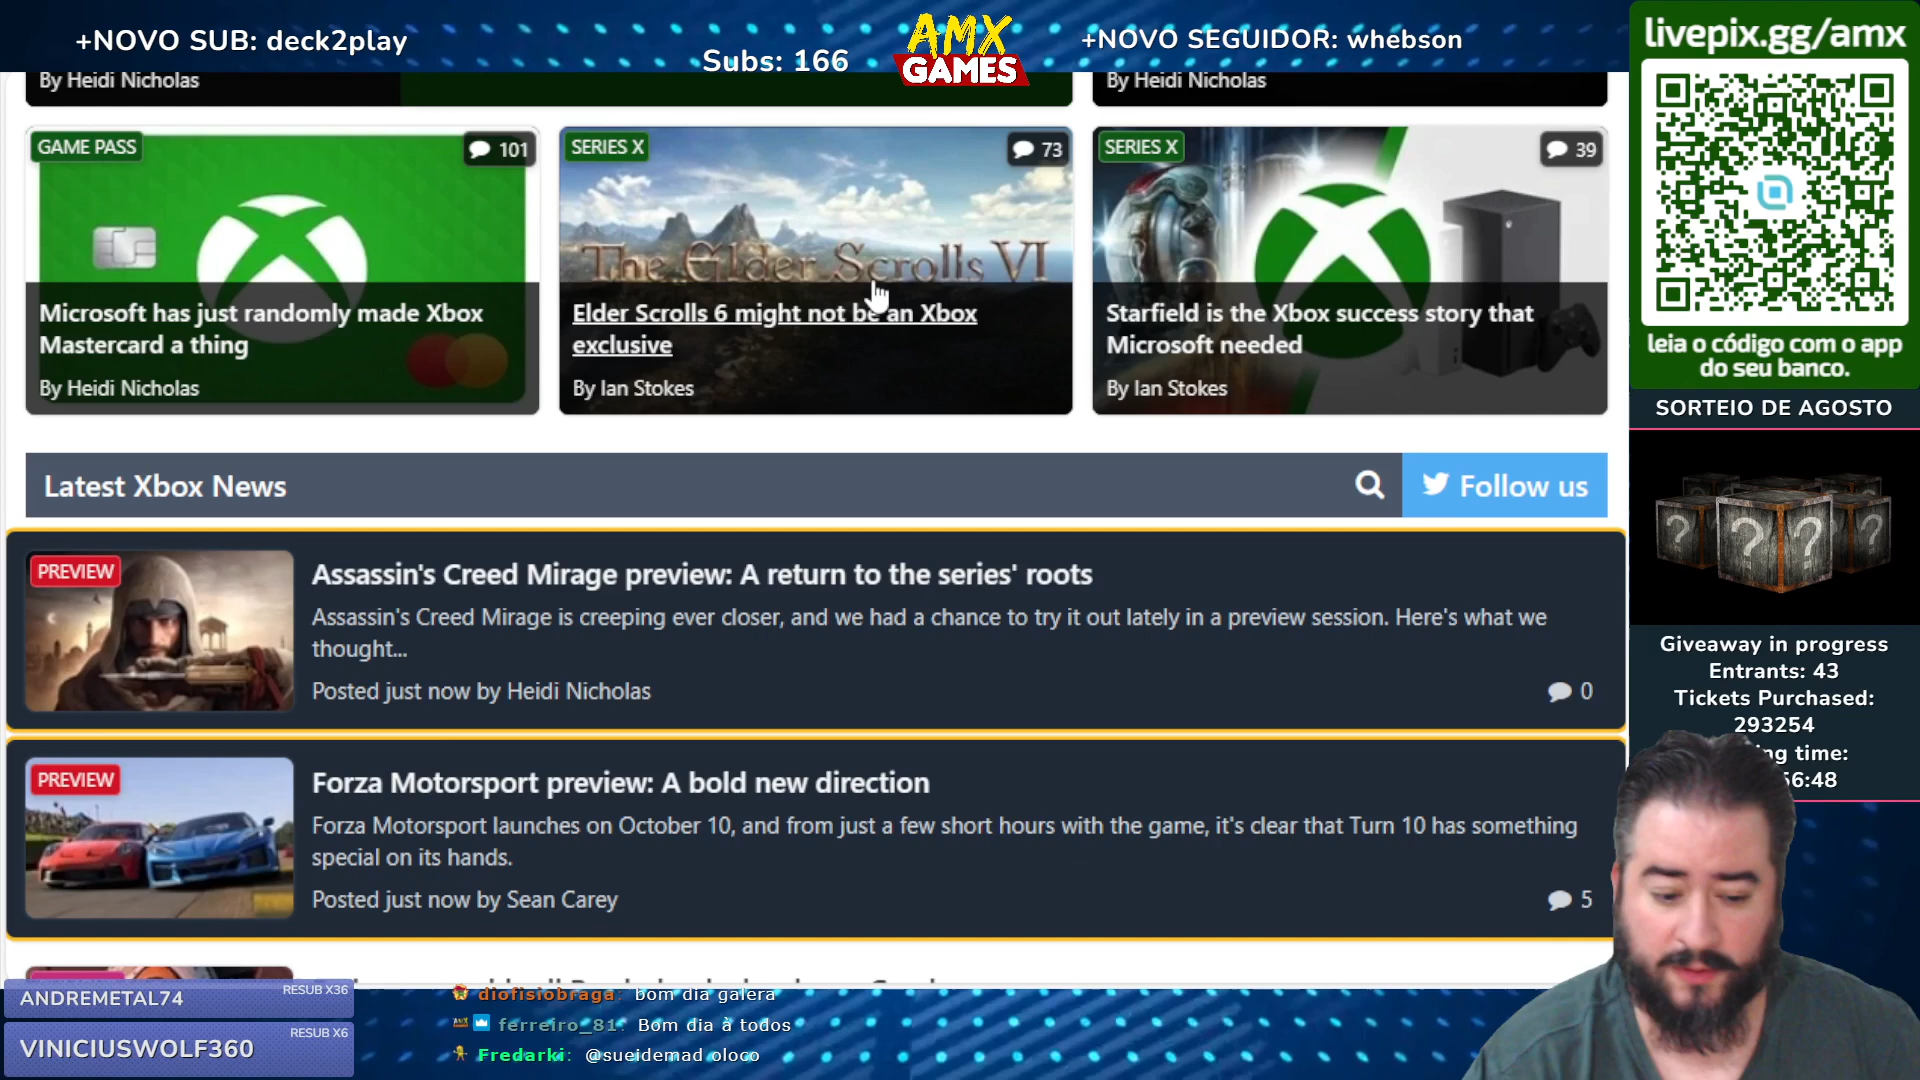 +NOVO SUB: deck2play
Subs: 166
AMX
GAMES
+NOVO SEGUIDOR: whebson
livepix.gg/amx
leia o código com o app
do seu banco.
By Heidi Nicholas
By Heidi Nicholas
GAME PASS
101
Microsoft has just randomly made Xbox
Mastercard a thing
By Heidi Nicholas
SERIES X
73
The Elder Scrolls VI
Elder Scrolls 6 might not be an Xbox
exclusive
By Ian Stokes
SERIES X
39
Starfield is the Xbox success story that
Microsoft needed
By Ian Stokes
SORTEIO DE AGOSTO
Latest Xbox News
Follow us
PREVIEW
Assassin's Creed Mirage preview: A return to the series' roots
Assassin's Creed Mirage is creeping ever closer, and we had a chance to try it out lately in a preview session. Here's what we
thought...
Posted just now by Heidi Nicholas
0
Giveaway in progress
Entrants: 43
Tickets Purchased:
293254
time:
56:48
PREVIEW
Forza Motorsport preview: A bold new direction
Forza Motorsport launches on October 10, and from just a few short hours with the game, it's clear that Turn 10 has something
special on its hands.
Posted just now by Sean Carey
5
ANDREMETAL74
RESUB X36
VINICIUSWOLF360
RESUB X6
diofisiobraga: bom dia galera
ferreiro_81: Bom dia à todos
Fredarki: @sueidemad oloco